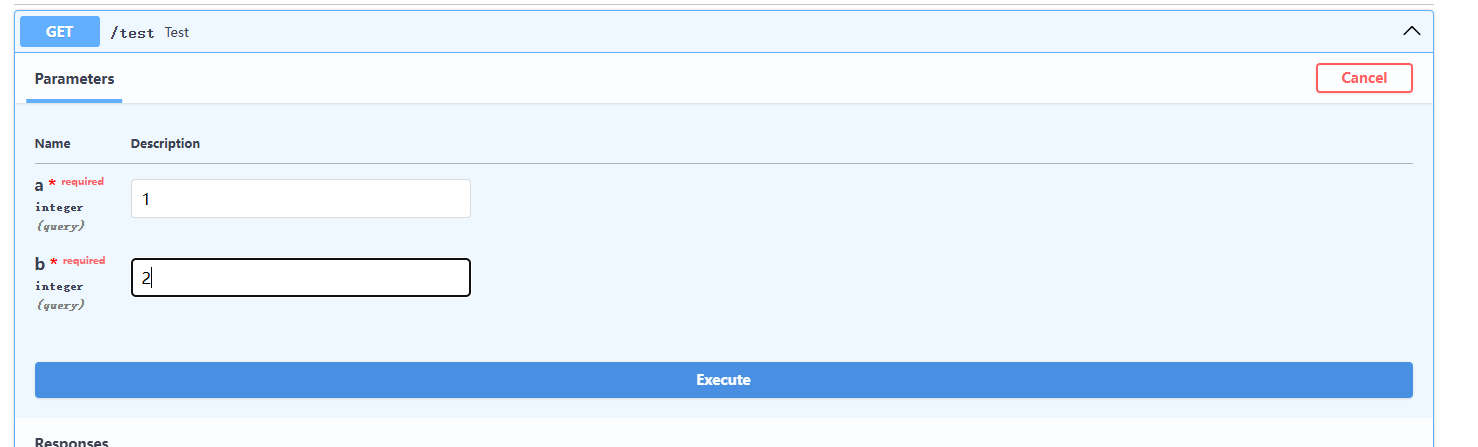 GET /test Test
Parameters Cancel
Name Description
a * required 1
integer
(query)
b * required 2
integer
(query)
Execute
Responses